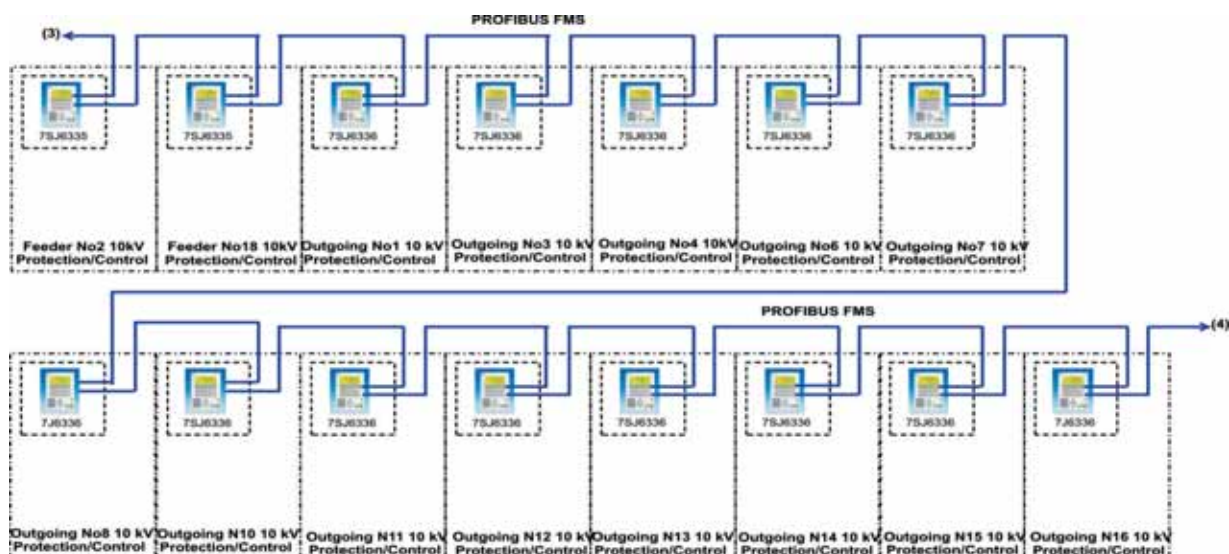 PROFIBUS FMS
(3)
7SJ6335
7SJ6335
7SJ6336
7SJ6336
7SJ6336
7SJ6336
7SJ6336
Feeder No2 10kV
Protection/Control
Feeder No18 10kV
Protection/Control
Outgoing No1 10 kV
Protection/Control
Outgoing No3 10 kV
Protection/Control
Outgoing No4 10kV
Protection/Control
Outgoing No6 10 kV
Protection/Control
Outgoing No7 10 kV
Protection/Control
PROFIBUS FMS
(4)
7J6336
7SJ6336
7SJ6336
7SJ6336
7SJ6336
7SJ6336
7SJ6336
7J6336
Outgoing No8 10 kV
Protection/Control
Outgoing N10 10 kV
Protection/Control
Outgoing N11 10 kV
Protection/Control
Outgoing N12 10 kV
Protection/Control
Outgoing N13 10 kV
Protection/Control
Outgoing N14 10 kV
Protection/Control
Outgoing N15 10 kV
Protection/Control
Outgoing N16 10 kV
Protection/Control